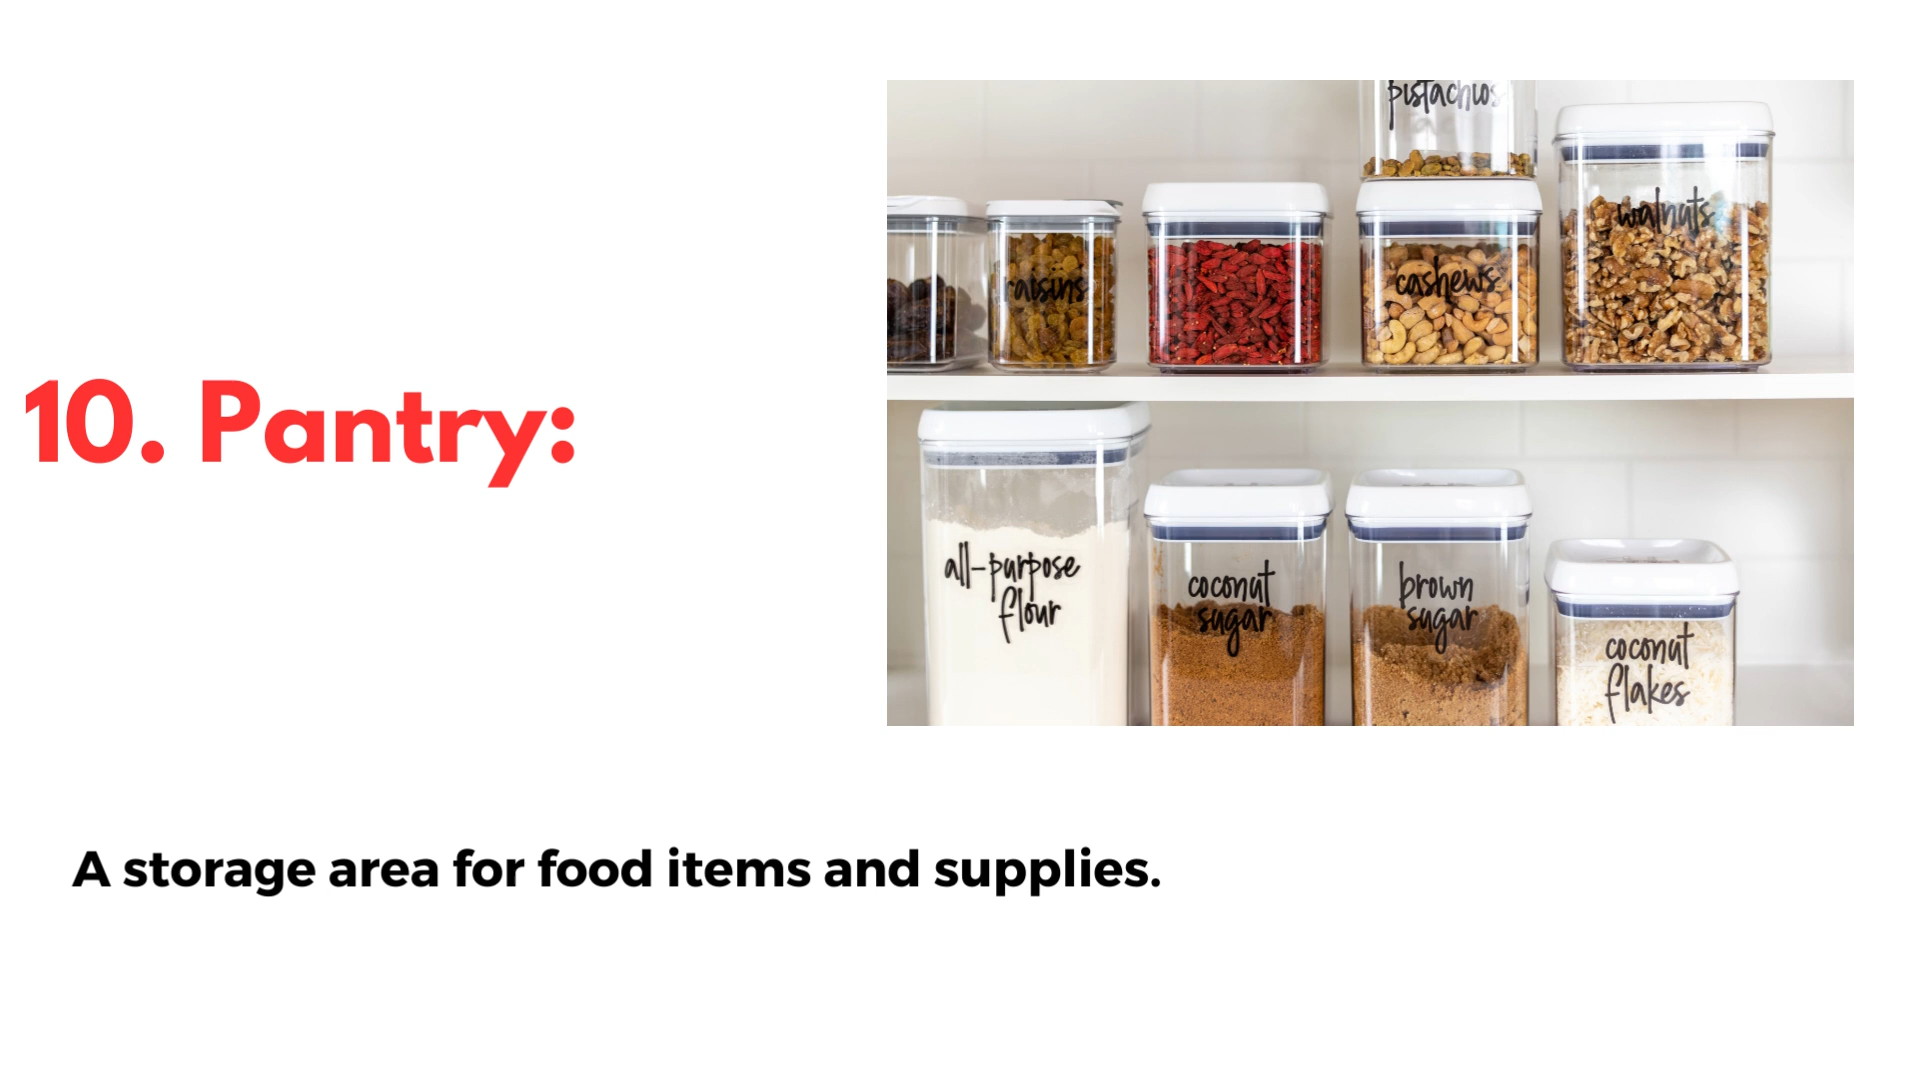 10. Pantry:
pistachios
walnuts
raisins
cashews
all-purpose
flour
coconut
sugar
brown
sugar
coconut
flakes
A storage area for food items and supplies.